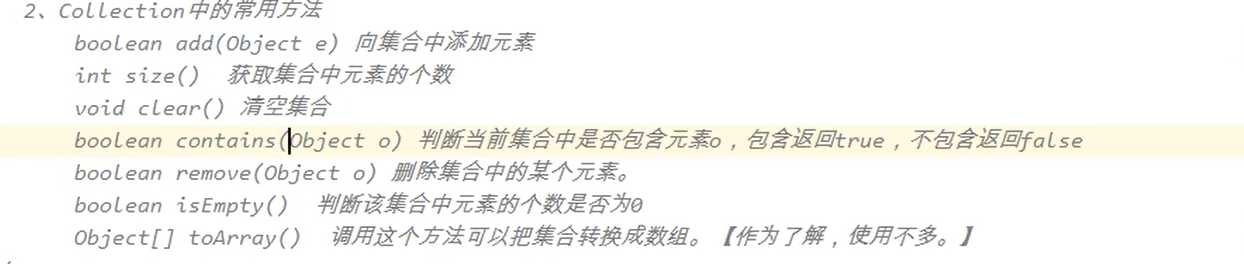 2、Collection中的常用方法
boolean add(Object e) 向集合中添加元素
int size() 获取集合中元素的个数
void clear() 清空集合
boolean contains(Object o) 判断当前集合中是否包含元素o，包含返回true，不包含返回false
boolean remove(Object o) 删除集合中的某个元素。
boolean isEmpty() 判断该集合中元素的个数是否为0
Object[] toArray() 调用这个方法可以把集合转换成数组。【作为了解，使用不多。】